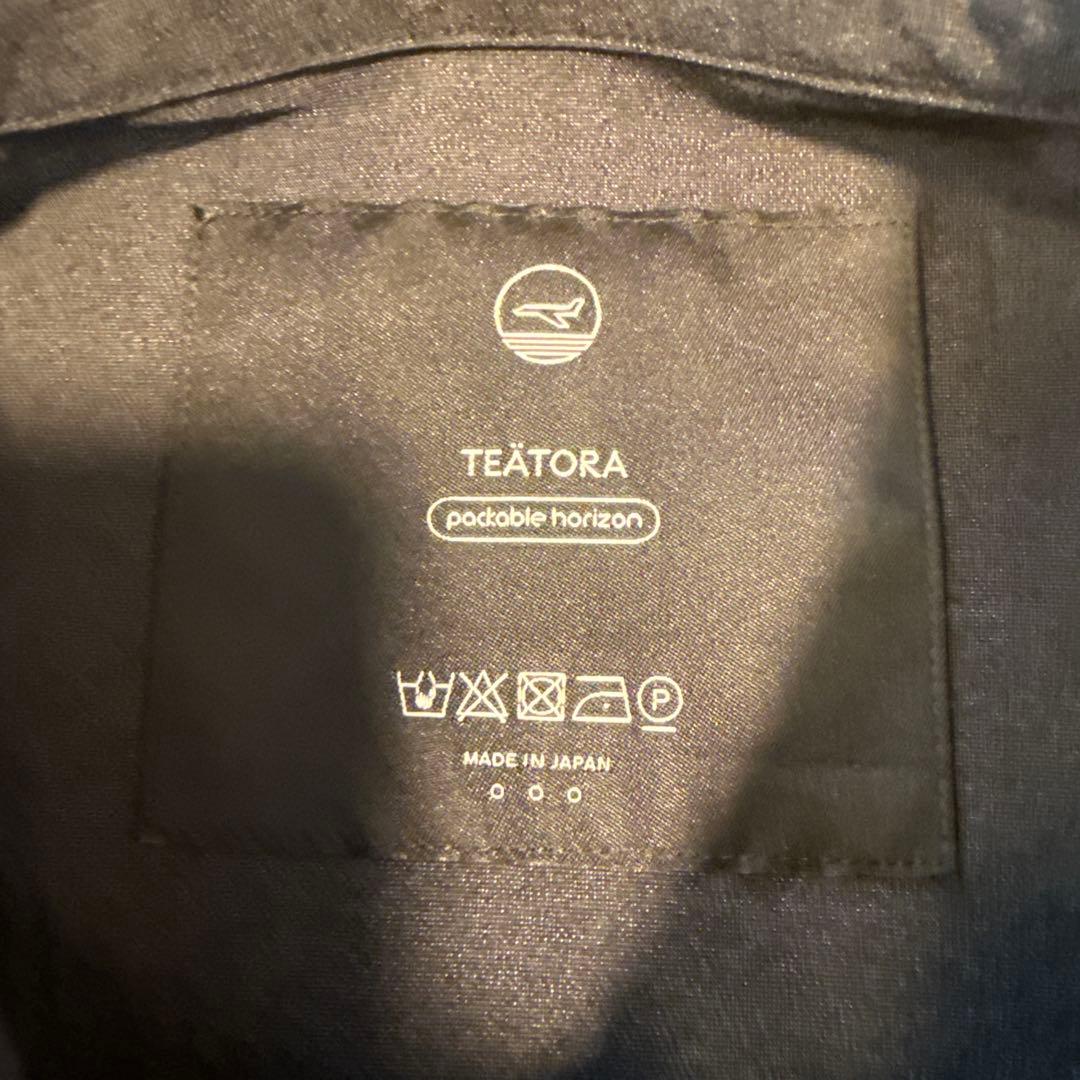 TEÄTORA
packable horizon
P
MADE IN JAPAN
O O O